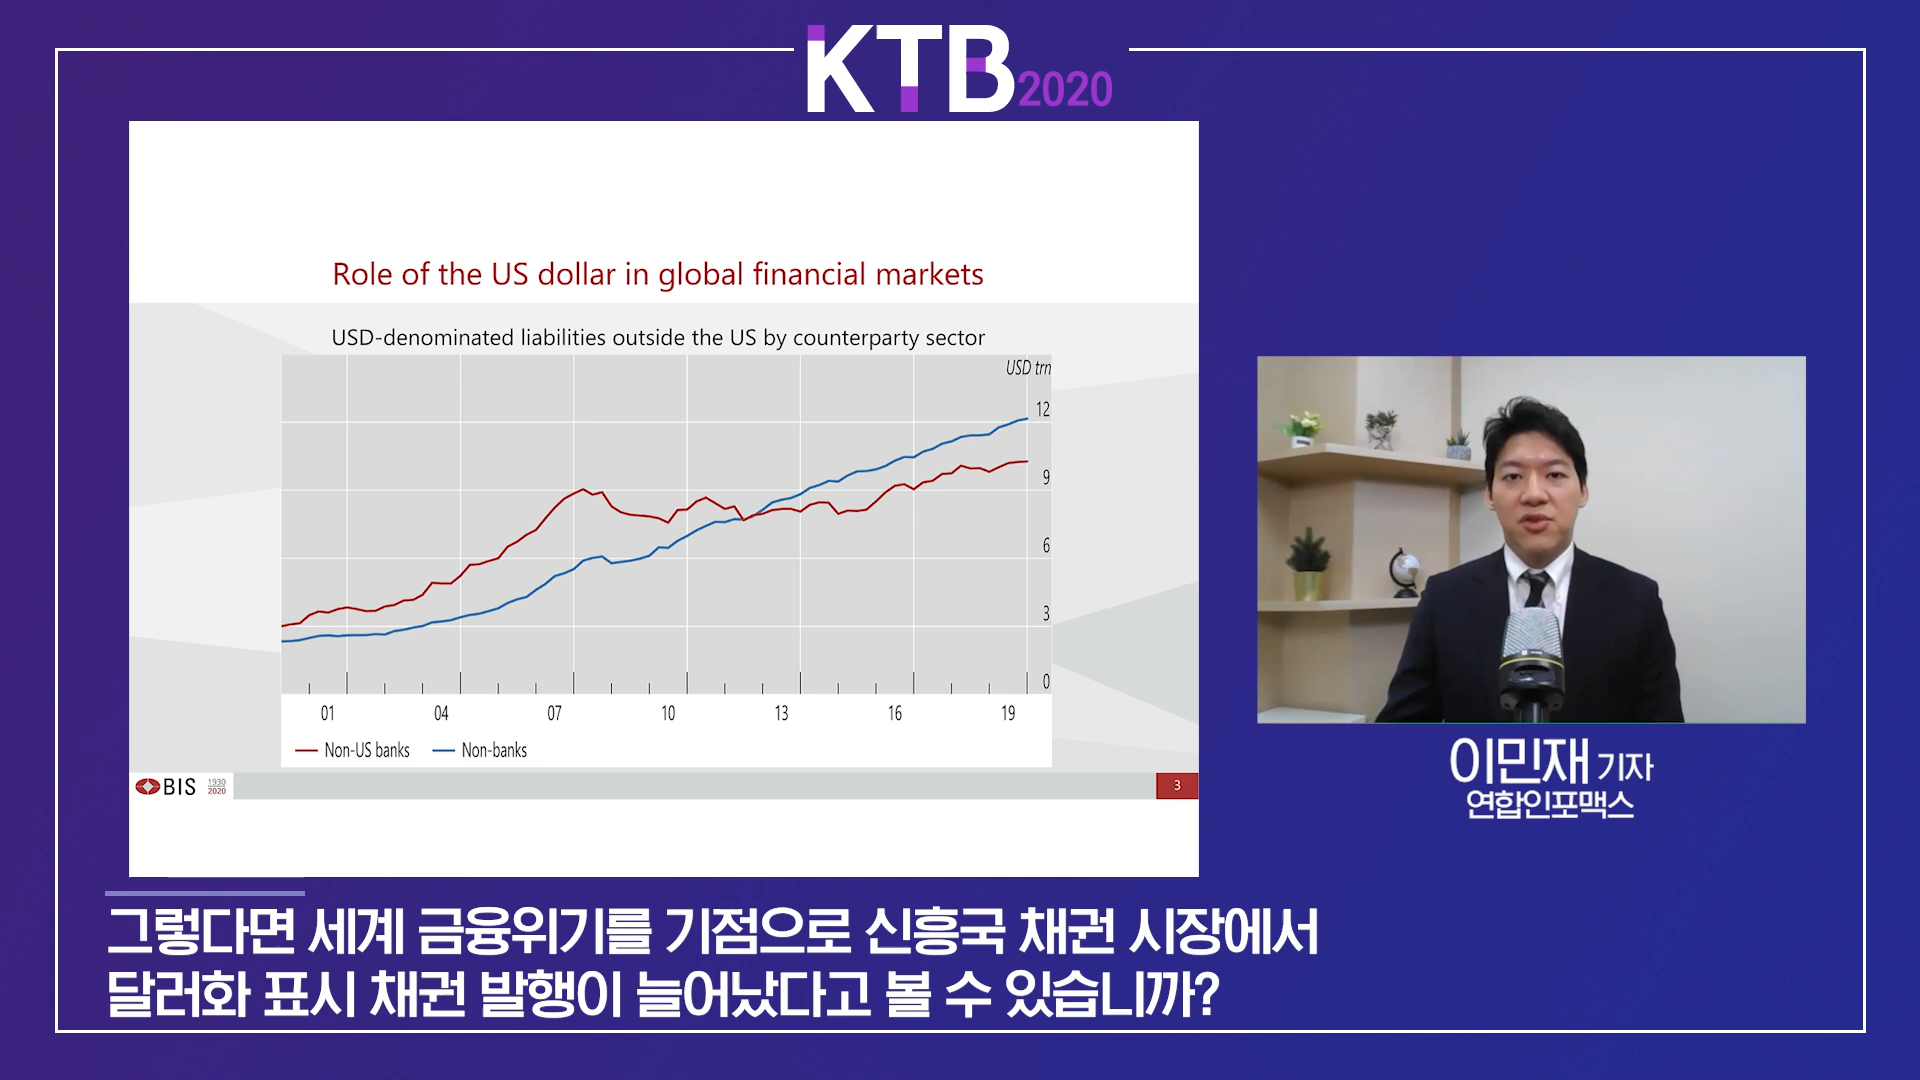 KTB2020
Role of the US dollar in global financial markets
USD-denominated liabilities outside the US by counterparty sector
USD trn
12
9
6
3
0
01 04 07 10 13 16 19
Non-US banks Non-banks
BIS 1930 2020
3
이민재 기자
연합인포맥스
그렇다면 세계 금융위기를 기점으로 신흥국 채권 시장에서
달러화 표시 채권 발행이 늘어났다고 볼 수 있습니까?